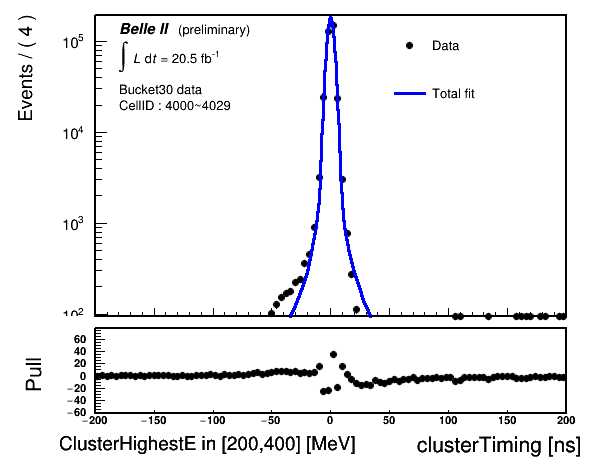 Belle II (preliminary)
∫ L dt = 20.5 fb⁻¹
Bucket30 data
CellID : 4000~4029
Data
Total fit
Events / ( 4 )
10⁵
10⁴
10³
10²
Pull
60
40
20
0
−20
−40
−60
−200 −150 −100 −50 0 50 100 150 200
ClusterHighestE in [200,400] [MeV] clusterTiming [ns]